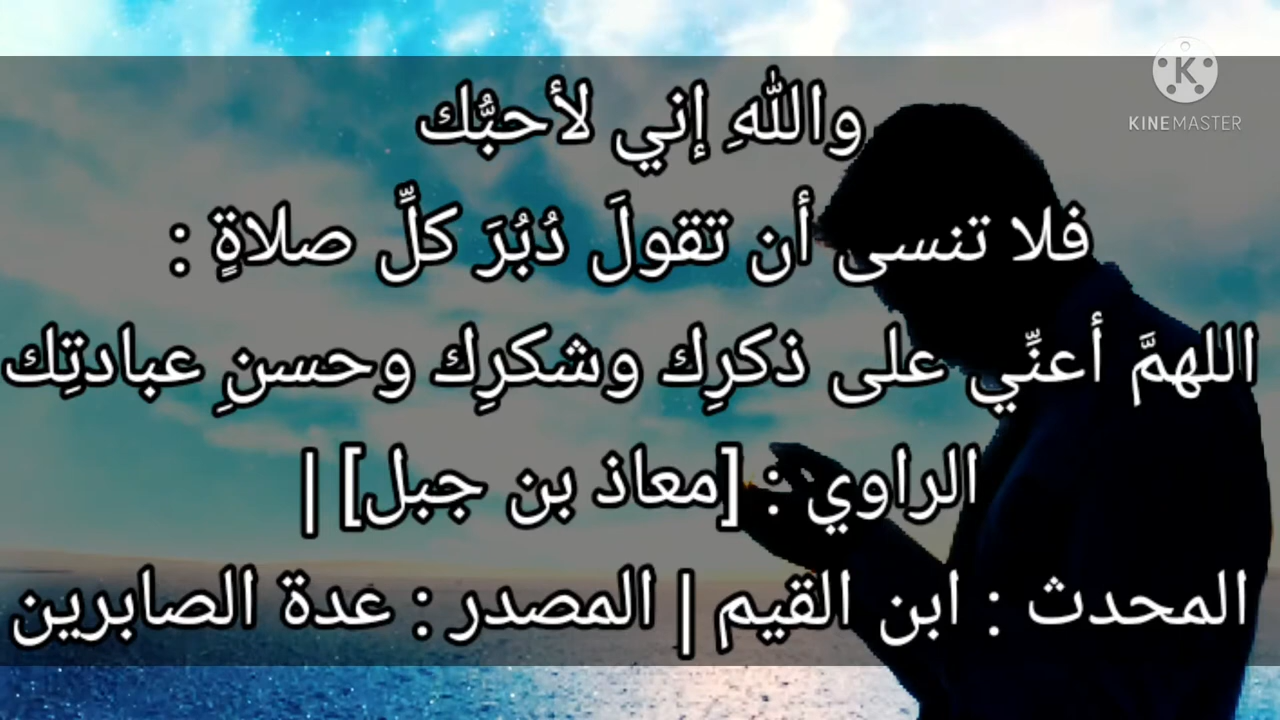 واللهِ إني لأحبُّك
فلا تنسى أن تقولَ دُبُرَ كلِّ صلاةٍ :
اللهمَّ أعنِّي على ذكرِك وشكرِك وحسنِ عبادتِك
الراوي : [معاذ بن جبل] |
المحدث : ابن القيم | المصدر : عدة الصابرين
K
KINEMASTER